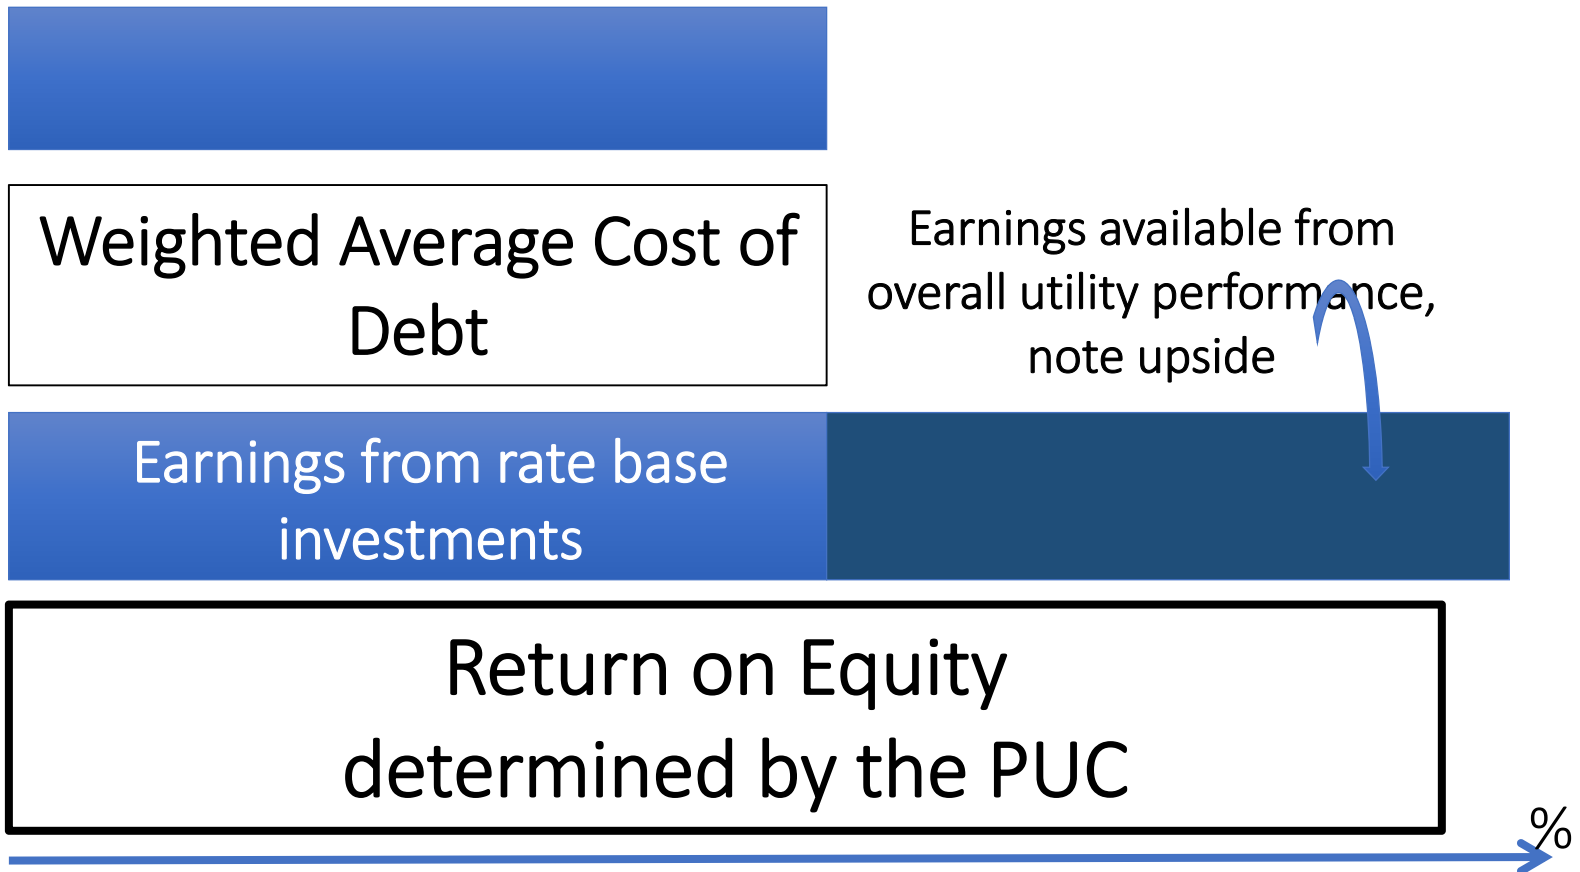 Weighted Average Cost of
Debt
Earnings available from
overall utility performance,
note upside
Earnings from rate base
investments
Return on Equity
determined by the PUC
%